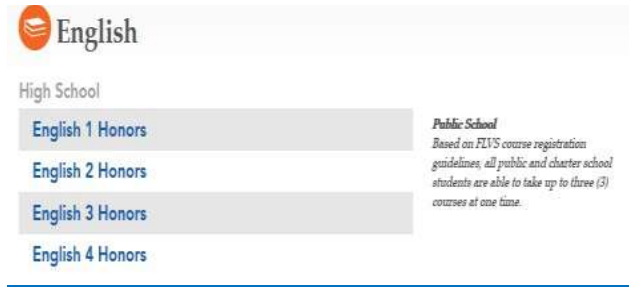 English
High School
English 1 Honors
English 2 Honors
English 3 Honors
English 4 Honors
Public School
Based on FLVS course registration
guidelines, all public and charter school
students are able to take up to three (3)
courses at one time.